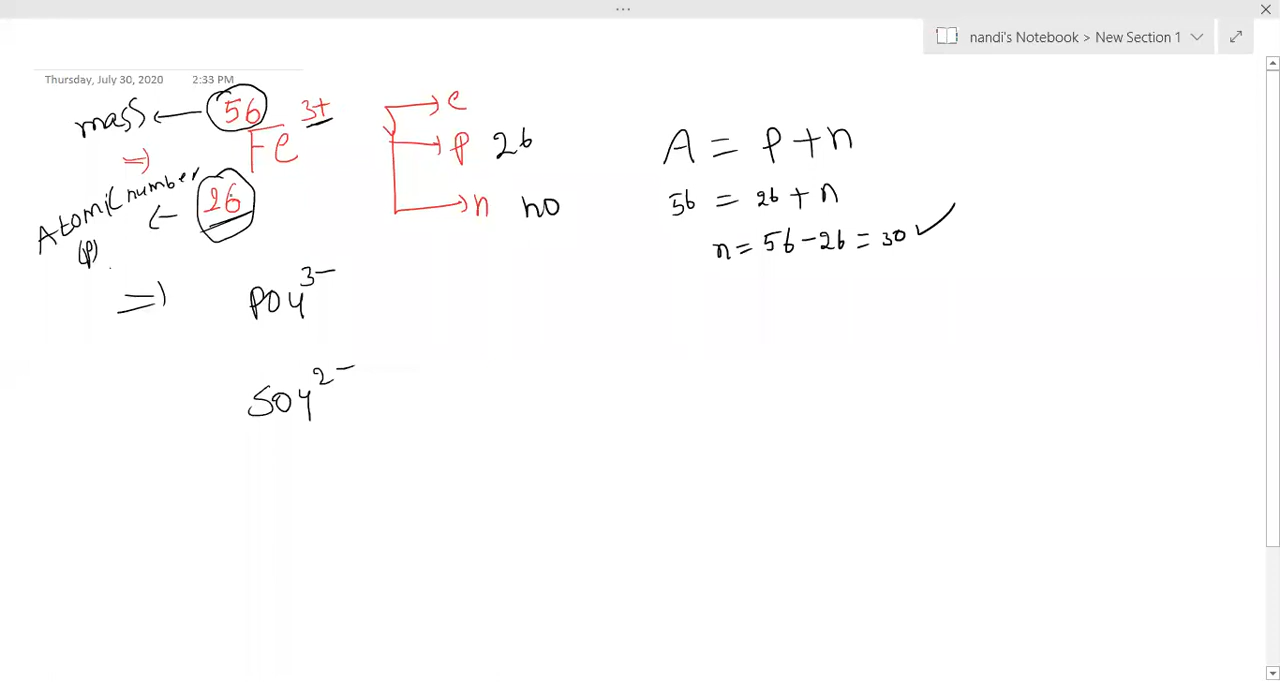 nandi's Notebook > New Section 1
Thursday, July 30, 2020 2:33 PM
mass ← 56 Fe 3+
⇒
26
Atomic number ←
(p)
e
p 26
n no
A = p + n
56 = 26 + n
n = 56 - 26 = 30 ✓
⇒ PO4 3-
SO4 2-